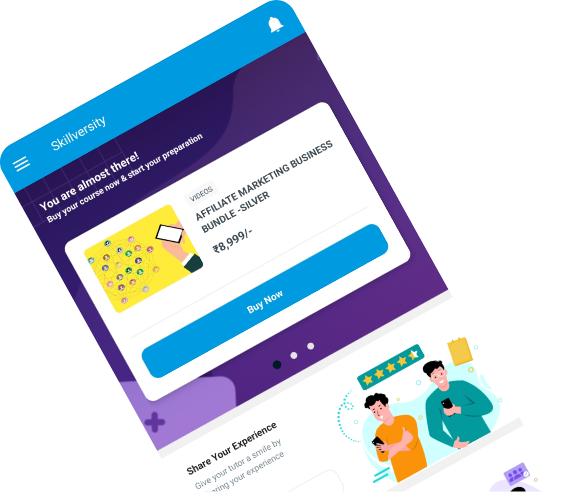 Skillversity
You are almost there!
Buy your course now & start your preparation
VIDEOS
AFFILIATE MARKETING BUSINESS
BUNDLE -SILVER
₹8,999/-
Buy Now
Share Your Experience
Give your tutor a smile by
your experience